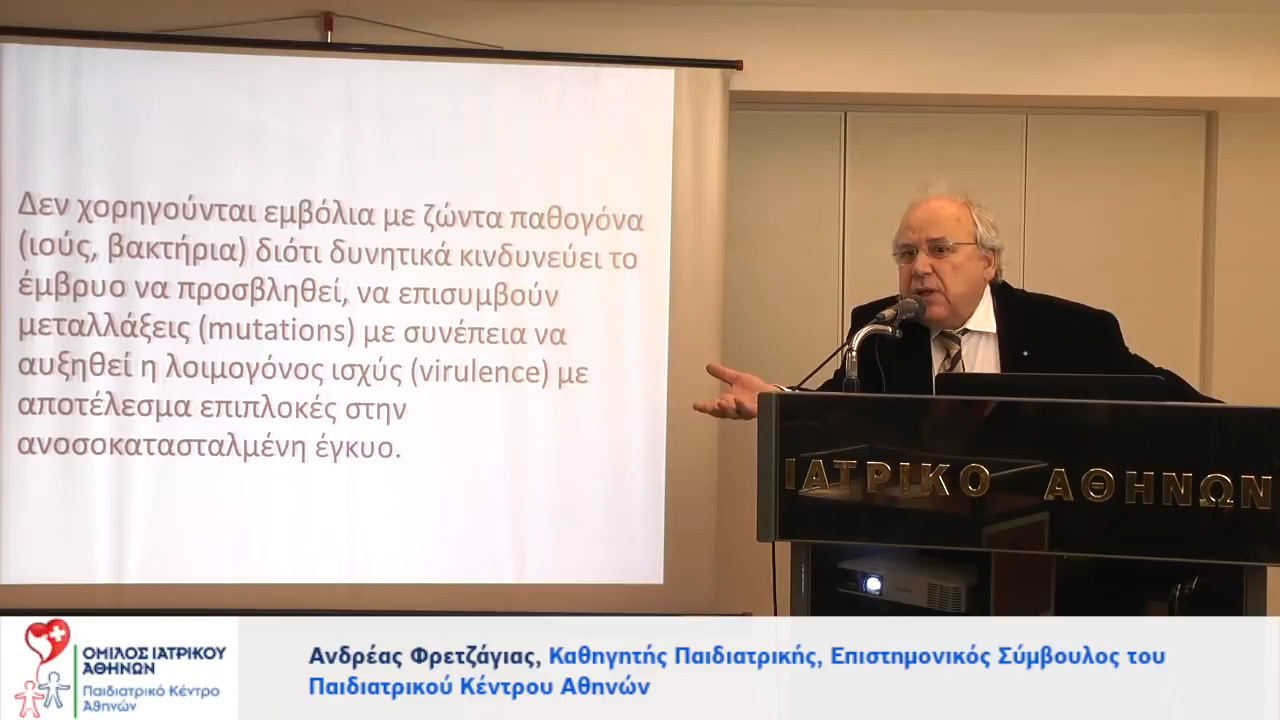 Δεν χορηγούνται εμβόλια με ζώντα παθογόνα
(ιούς, βακτήρια) διότι δυνητικά κινδυνεύει το
έμβρυο να προσβληθεί, να επισυμβούν
μεταλλάξεις (mutations) με συνέπεια να
αυξηθεί η λοιμογόνος ισχύς (virulence) με
αποτέλεσμα επιπλοκές στην
ανοσοκατασταλμένη έγκυο.
ΙΑΤΡΙΚΟ ΑΘΗΝΩΝ
ΟΜΙΛΟΣ ΙΑΤΡΙΚΟΥ
ΑΘΗΝΩΝ
Παιδιατρικό Κέντρο
Αθηνών
Ανδρέας Φρετζάγιας, Καθηγητής Παιδιατρικής, Επιστημονικός Σύμβουλος του
Παιδιατρικού Κέντρου Αθηνών